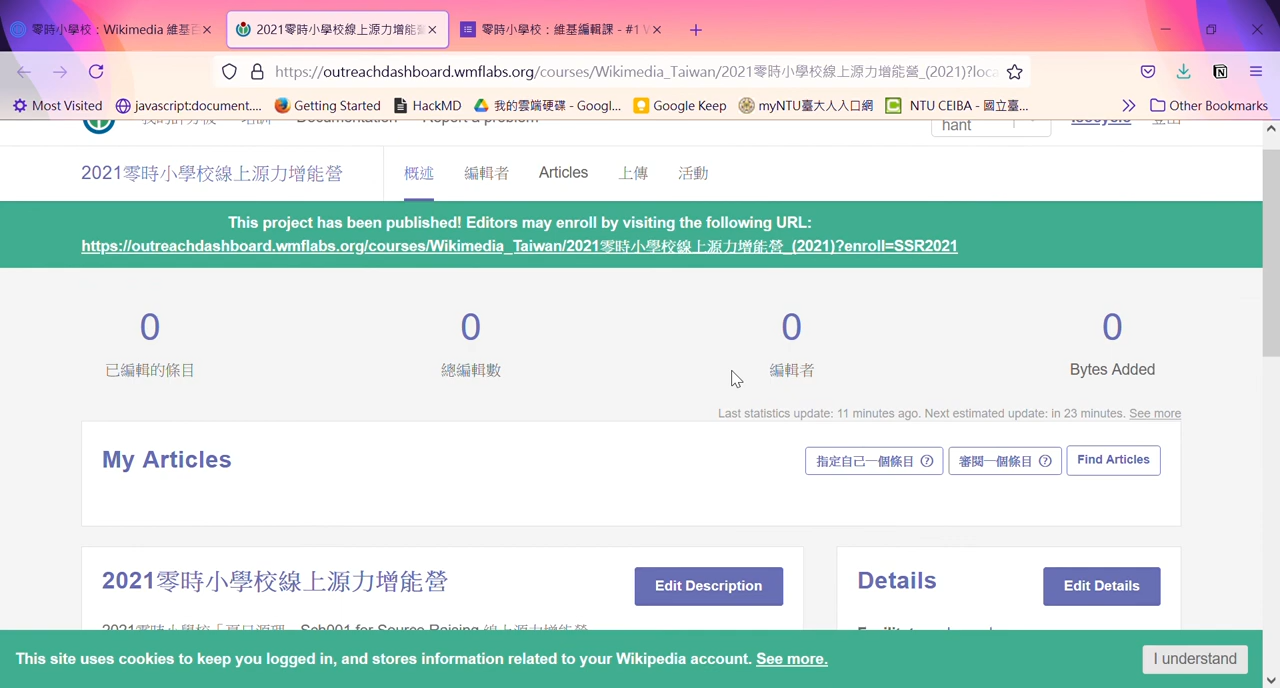 零時小學校：Wikimedia 維基百
2021零時小學校線上源力增能營
零時小學校：維基編輯課 - #1 V
https://outreachdashboard.wmflabs.org/courses/Wikimedia_Taiwan/2021零時小學校線上源力增能營_(2021)?loca
Most Visited
javascript:document....
Getting Started
HackMD
我的雲端硬碟 - Googl...
Google Keep
myNTU臺大人入口網
NTU CEIBA - 國立臺...
Other Bookmarks
培訓 Documentation Report a problem
hant
登出
2021零時小學校線上源力增能營
概述 編輯者 Articles 上傳 活動
This project has been published! Editors may enroll by visiting the following URL:
https://outreachdashboard.wmflabs.org/courses/Wikimedia_Taiwan/2021零時小學校線上源力增能營_(2021)?enroll=SSR2021
0 0 0 0
已編輯的條目 總編輯數 編輯者 Bytes Added
Last statistics update: 11 minutes ago. Next estimated update: in 23 minutes. See more
My Articles
指定自己一個條目 ?
審閱一個條目 ?
Find Articles
2021零時小學校線上源力增能營
Edit Description
Details
Edit Details
This site uses cookies to keep you logged in, and stores information related to your Wikipedia account. See more.
I understand